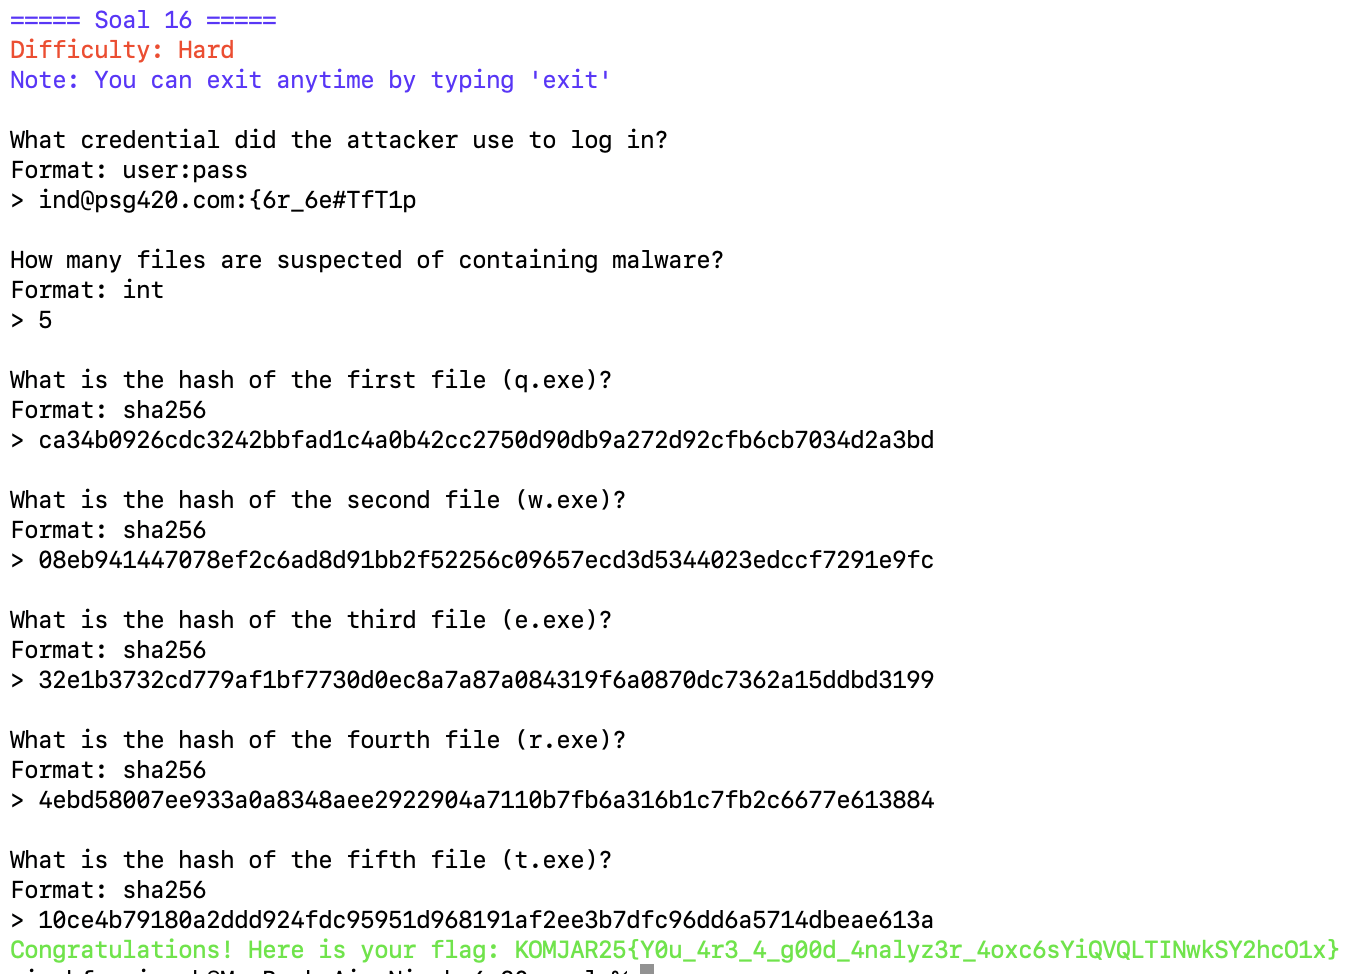 ===== Soal 16 =====
Difficulty: Hard
Note: You can exit anytime by typing 'exit'
What credential did the attacker use to log in?
Format: user:pass
> ind@psg420.com:{6r_6e#TfT1p
How many files are suspected of containing malware?
Format: int
> 5
What is the hash of the first file (q.exe)?
Format: sha256
> ca34b0926cdc3242bbfad1c4a0b42cc2750d90db9a272d92cfb6cb7034d2a3bd
What is the hash of the second file (w.exe)?
Format: sha256
> 08eb941447078ef2c6ad8d91bb2f52256c09657ecd3d5344023edccf7291e9fc
What is the hash of the third file (e.exe)?
Format: sha256
> 32e1b3732cd779af1bf7730d0ec8a7a87a084319f6a0870dc7362a15ddbd3199
What is the hash of the fourth file (r.exe)?
Format: sha256
> 4ebd58007ee933a0a8348aee2922904a7110b7fb6a316b1c7fb2c6677e613884
What is the hash of the fifth file (t.exe)?
Format: sha256
> 10ce4b79180a2ddd924fdc95951d968191af2ee3b7dfc96dd6a5714dbeae613a
Congratulations! Here is your flag: KOMJAR25{Y0u_4r3_4_g00d_4nalyz3r_4oxc6sYiQVQLTINwkSY2hcO1x}